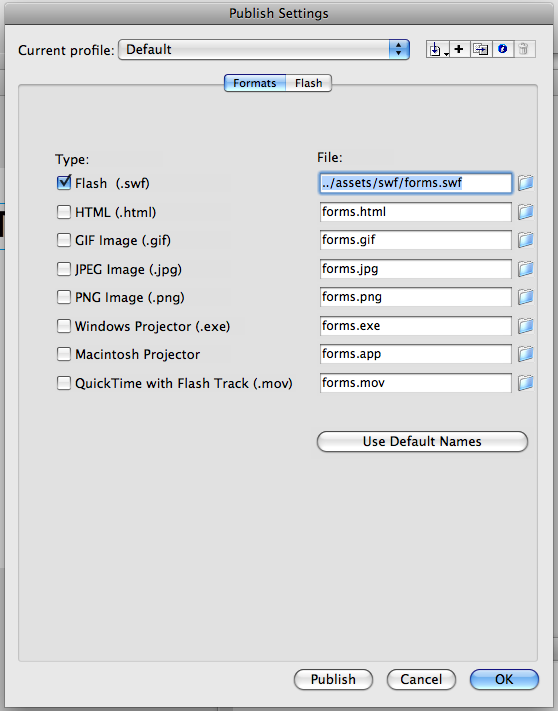 Publish Settings
Current profile: Default
Formats Flash
Type: File:
Flash (.swf) ../assets/swf/forms.swf
HTML (.html) forms.html
GIF Image (.gif) forms.gif
JPEG Image (.jpg) forms.jpg
PNG Image (.png) forms.png
Windows Projector (.exe) forms.exe
Macintosh Projector forms.app
QuickTime with Flash Track (.mov) forms.mov
Use Default Names
Publish Cancel OK